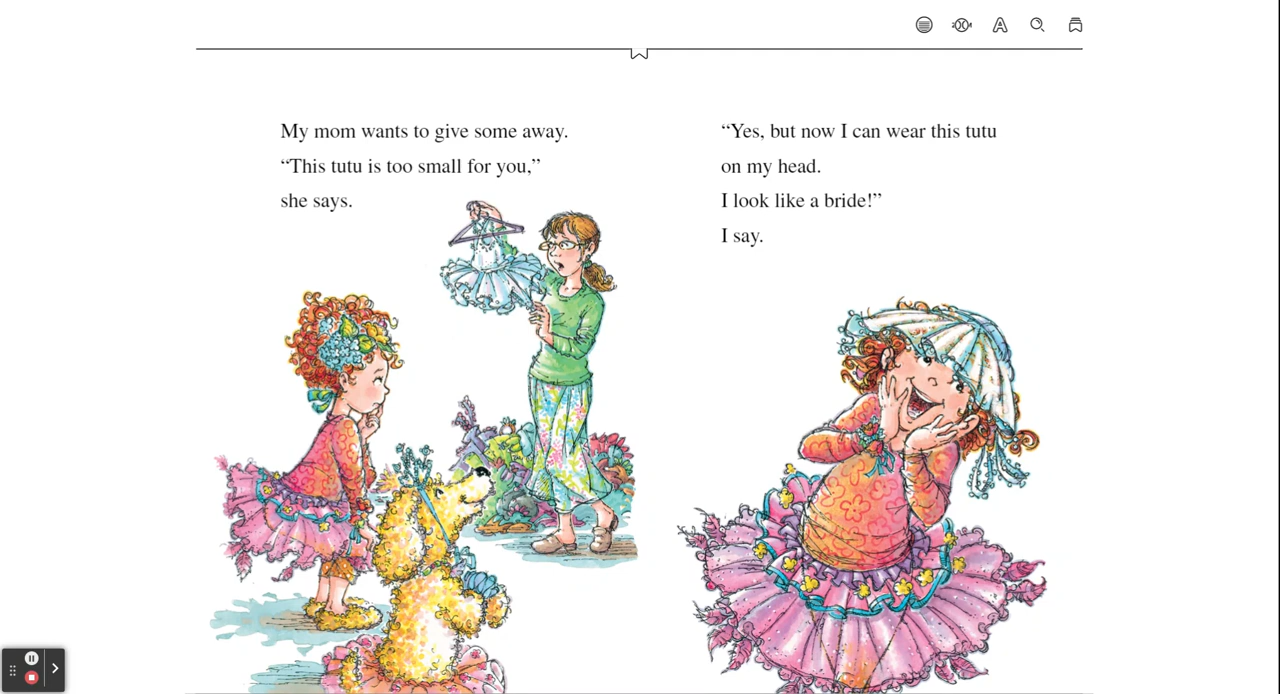 My mom wants to give some away.
“This tutu is too small for you,”
she says.
“Yes, but now I can wear this tutu
on my head.
I look like a bride!”
I say.